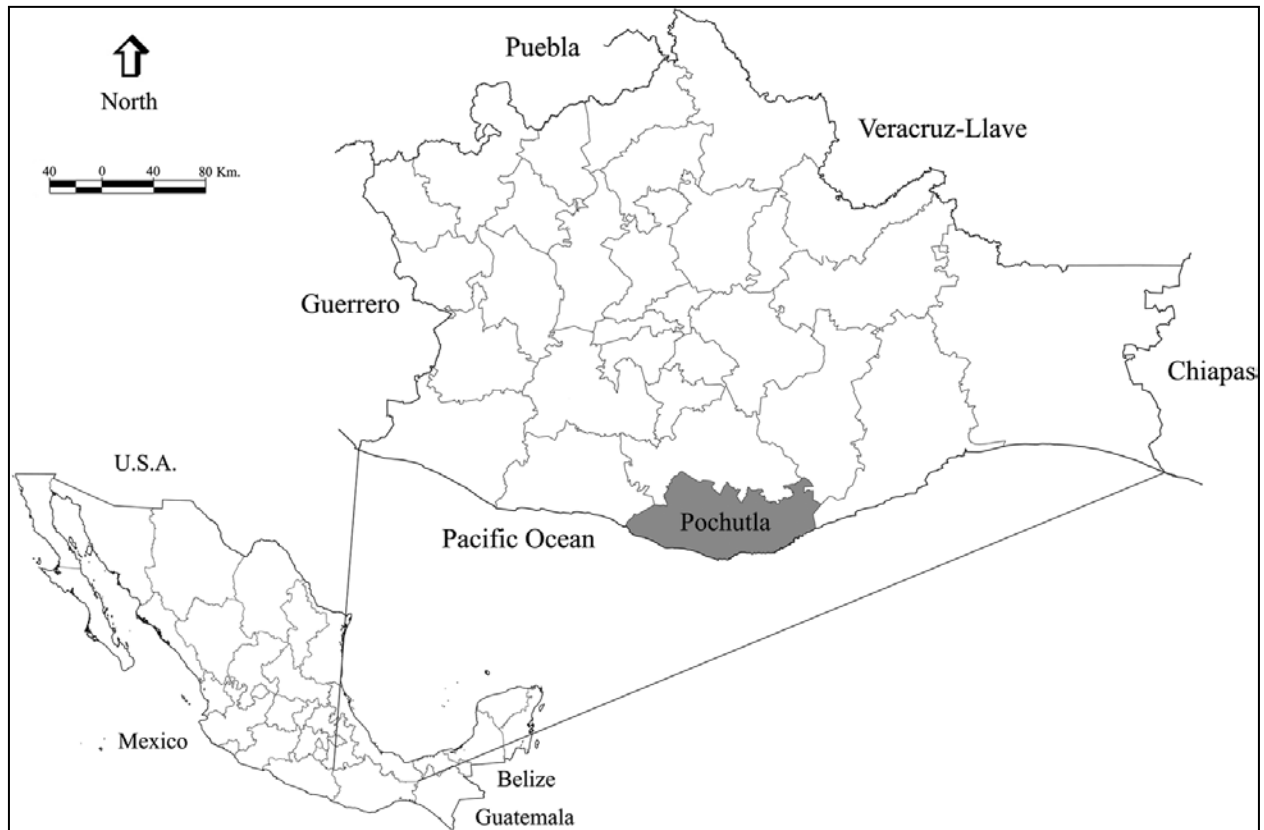 Puebla
North
Veracruz-Llave
40 0 40 80 Km.
Guerrero
Chiapas
U.S.A.
Pochutla
Pacific Ocean
Mexico
Belize
Guatemala